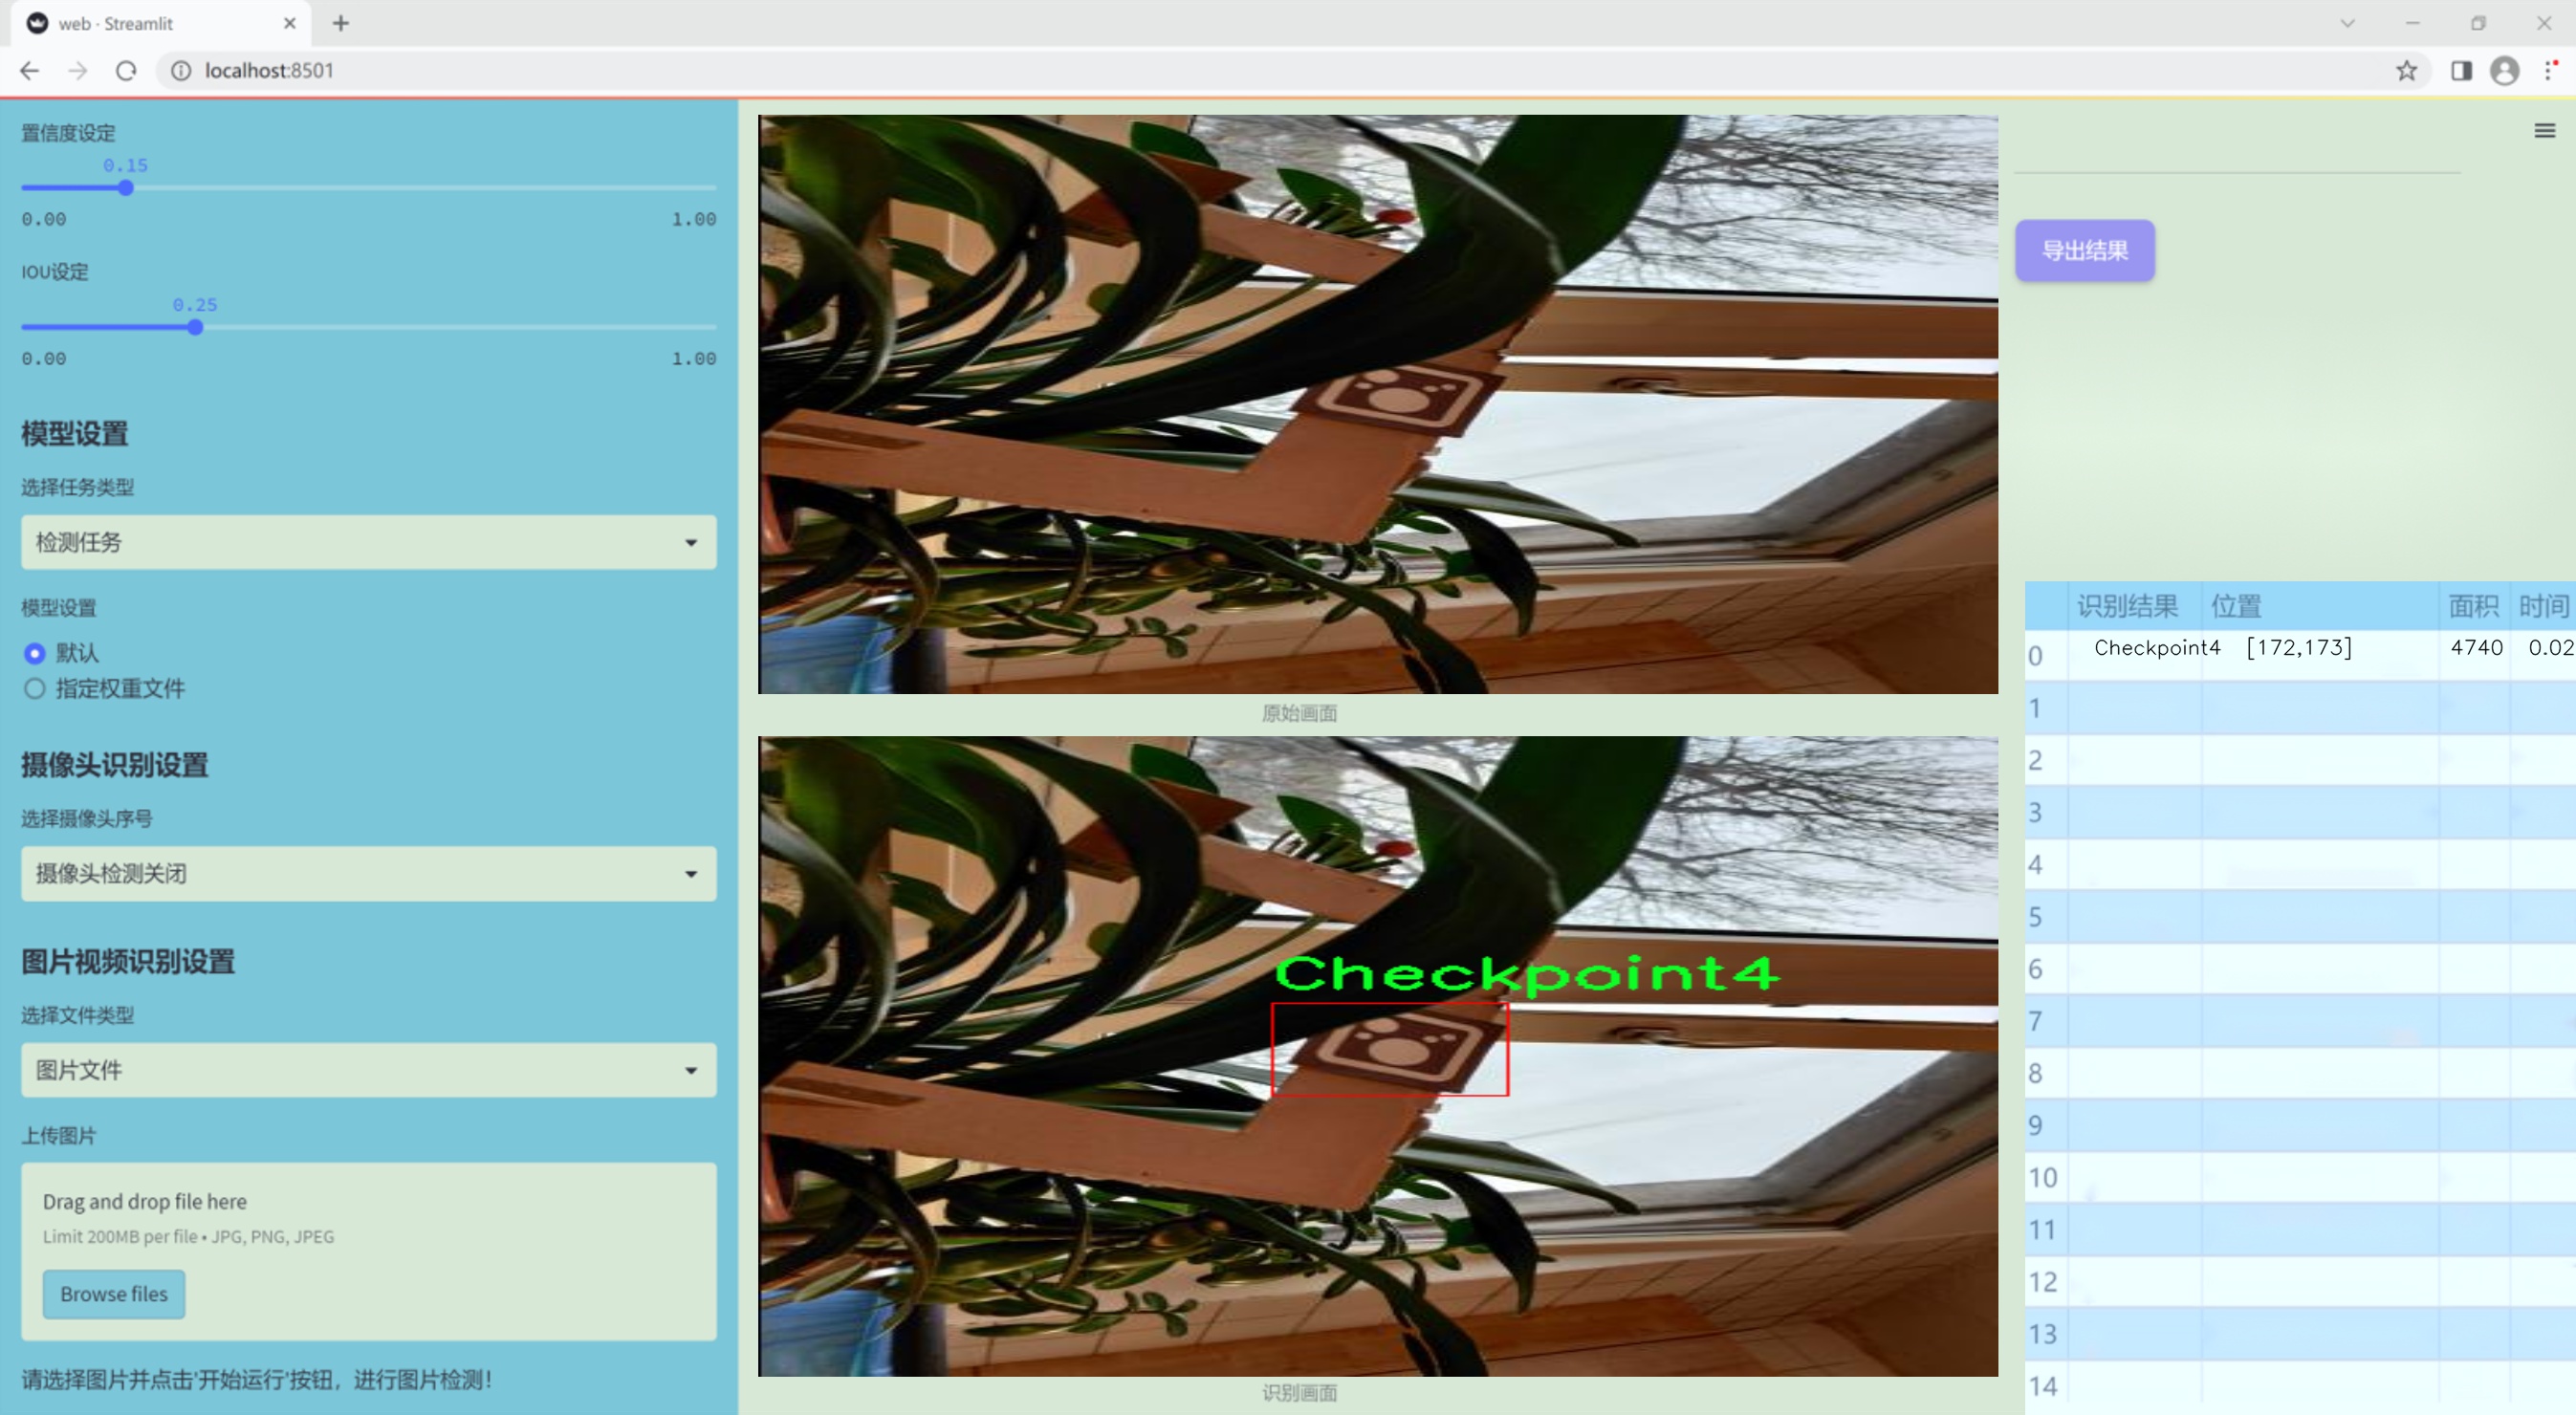 web · Streamlit
localhost:8501
置信度设定
0.15
0.00 1.00
IOU设定
0.25
0.00 1.00
模型设置
选择任务类型
检测任务
模型设置
默认
指定权重文件
摄像头识别设置
选择摄像头序号
摄像头检测关闭
图片视频识别设置
选择文件类型
图片文件
上传图片
Drag and drop file here
Limit 200MB per file • JPG, PNG, JPEG
Browse files
请选择图片并点击'开始运行'按钮，进行图片检测！
原始画面
Checkpoint4
识别画面
导出结果
识别结果 位置 面积 时间
0 Checkpoint4 [172,173] 4740 0.02
1
2
3
4
5
6
7
8
9
10
11
12
13
14